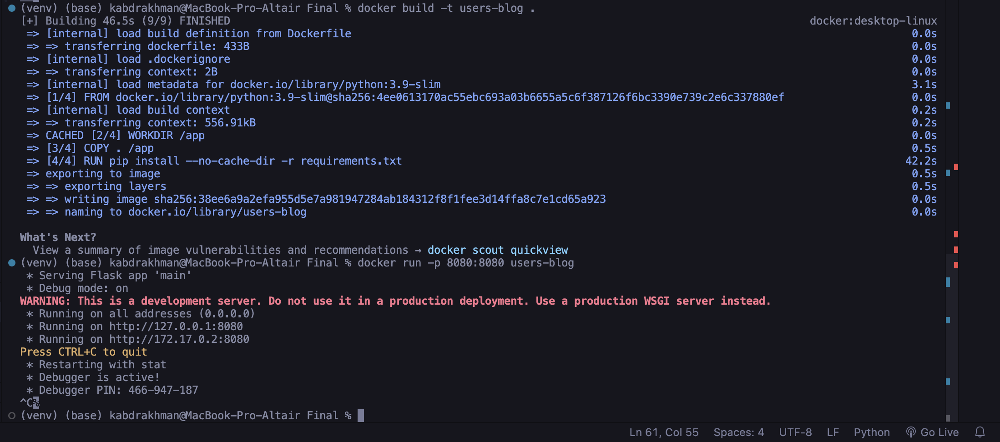 (venv) (base) kabdrakhman@MacBook-Pro-Altair Final % docker build -t users-blog .
[+] Building 46.5s (9/9) FINISHED docker:desktop-linux
=> [internal] load build definition from Dockerfile 0.0s
=> => transferring dockerfile: 433B 0.0s
=> [internal] load .dockerignore 0.0s
=> => transferring context: 2B 0.0s
=> [internal] load metadata for docker.io/library/python:3.9-slim 3.1s
=> [1/4] FROM docker.io/library/python:3.9-slim@sha256:4ee0613170ac55ebc693a03b6655a5c6f387126f6bc3390e739c2e6c337880ef 0.0s
=> [internal] load build context 0.2s
=> => transferring context: 556.91kB 0.2s
=> CACHED [2/4] WORKDIR /app 0.0s
=> [3/4] COPY . /app 0.5s
=> [4/4] RUN pip install --no-cache-dir -r requirements.txt 42.2s
=> exporting to image 0.5s
=> => exporting layers 0.5s
=> => writing image sha256:38ee6a9a2efa955d5e7a981947284ab184312f8f1fee3d14ffa8c7e1cd65a923 0.0s
=> => naming to docker.io/library/users-blog 0.0s
What's Next?
View a summary of image vulnerabilities and recommendations → docker scout quickview
(venv) (base) kabdrakhman@MacBook-Pro-Altair Final % docker run -p 8080:8080 users-blog
* Serving Flask app 'main'
* Debug mode: on
WARNING: This is a development server. Do not use it in a production deployment. Use a production WSGI server instead.
* Running on all addresses (0.0.0.0)
* Running on http://127.0.0.1:8080
* Running on http://172.17.0.2:8080
Press CTRL+C to quit
* Restarting with stat
* Debugger is active!
* Debugger PIN: 466-947-187
^C%
(venv) (base) kabdrakhman@MacBook-Pro-Altair Final %
Ln 61, Col 55 Spaces: 4 UTF-8 LF Python Go Live